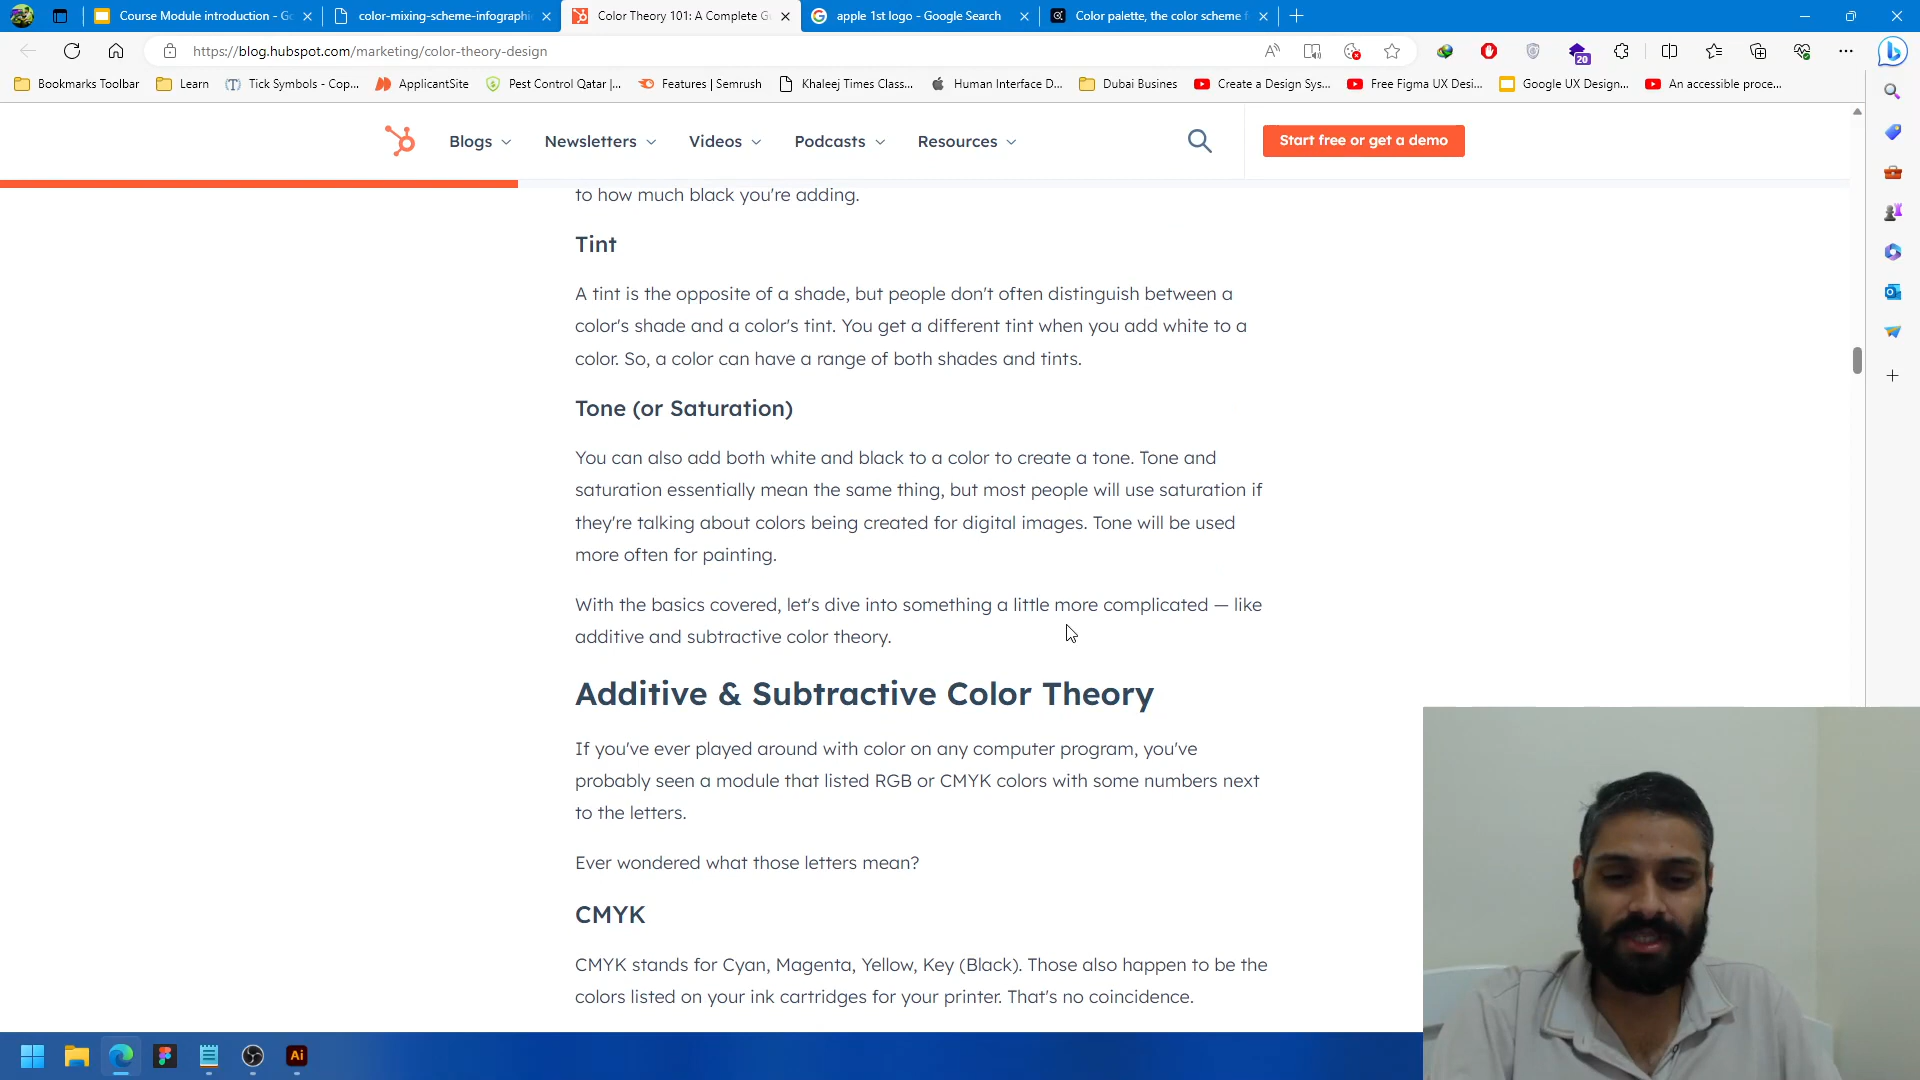 Course Module introduction - Go
color-mixing-scheme-infographi
Color Theory 101: A Complete G
apple 1st logo - Google Search
Color palette, the color scheme f
https://blog.hubspot.com/marketing/color-theory-design
20
Bookmarks Toolbar
Learn
Tick Symbols - Cop...
ApplicantSite
Pest Control Qatar |...
Features | Semrush
Khaleej Times Class...
Human Interface D...
Dubai Busines
Create a Design Sys...
Free Figma UX Desi...
Google UX Design...
An accessible proce...
Blogs
Newsletters
Videos
Podcasts
Resources
Start free or get a demo
to how much black you're adding.
Tint
A tint is the opposite of a shade, but people don't often distinguish between a
color's shade and a color's tint. You get a different tint when you add white to a
color. So, a color can have a range of both shades and tints.
Tone (or Saturation)
You can also add both white and black to a color to create a tone. Tone and
saturation essentially mean the same thing, but most people will use saturation if
they're talking about colors being created for digital images. Tone will be used
more often for painting.
With the basics covered, let's dive into something a little more complicated — like
additive and subtractive color theory.
Additive & Subtractive Color Theory
If you've ever played around with color on any computer program, you've
probably seen a module that listed RGB or CMYK colors with some numbers next
to the letters.
Ever wondered what those letters mean?
CMYK
CMYK stands for Cyan, Magenta, Yellow, Key (Black). Those also happen to be the
colors listed on your ink cartridges for your printer. That's no coincidence.
Ai